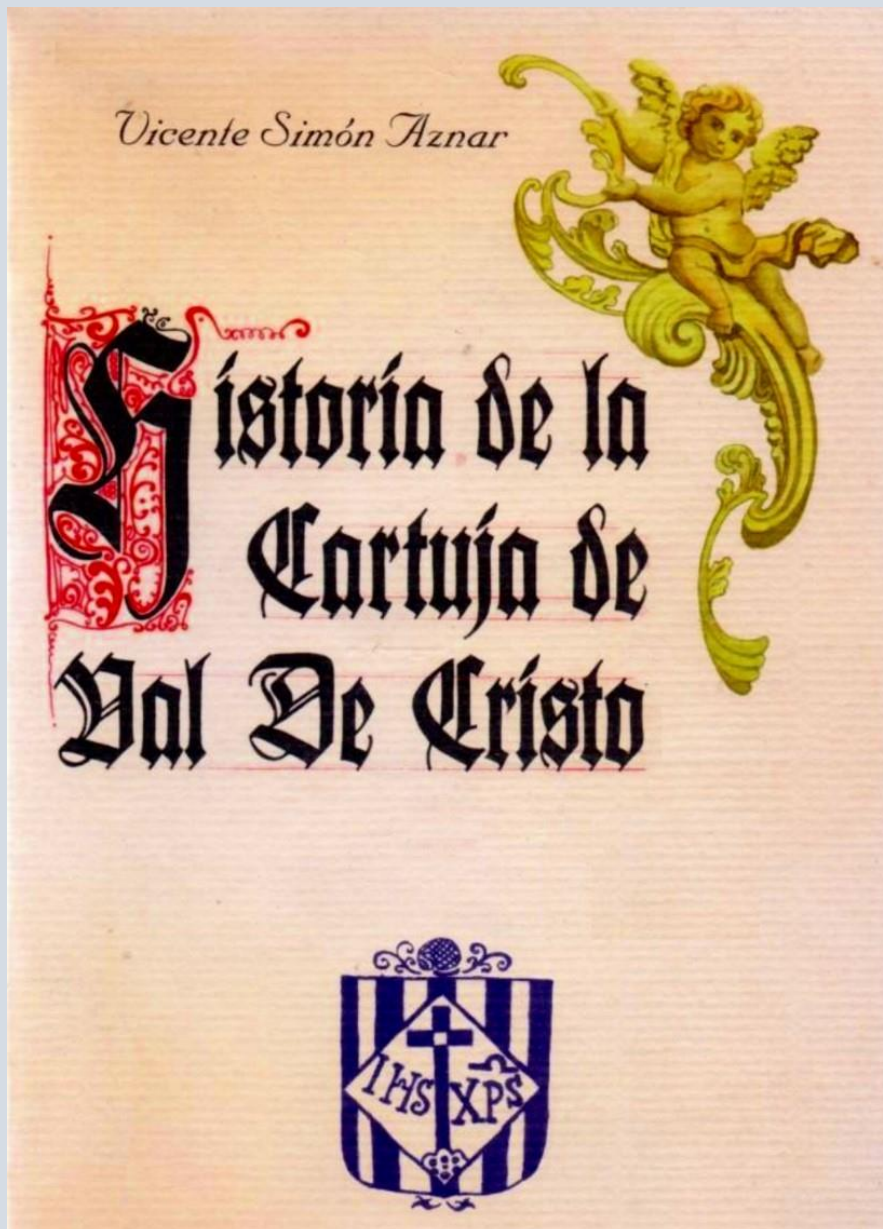 Vicente Simón Aznar
Historia de la
Cartuja de
Val De Cristo
IHS XPS